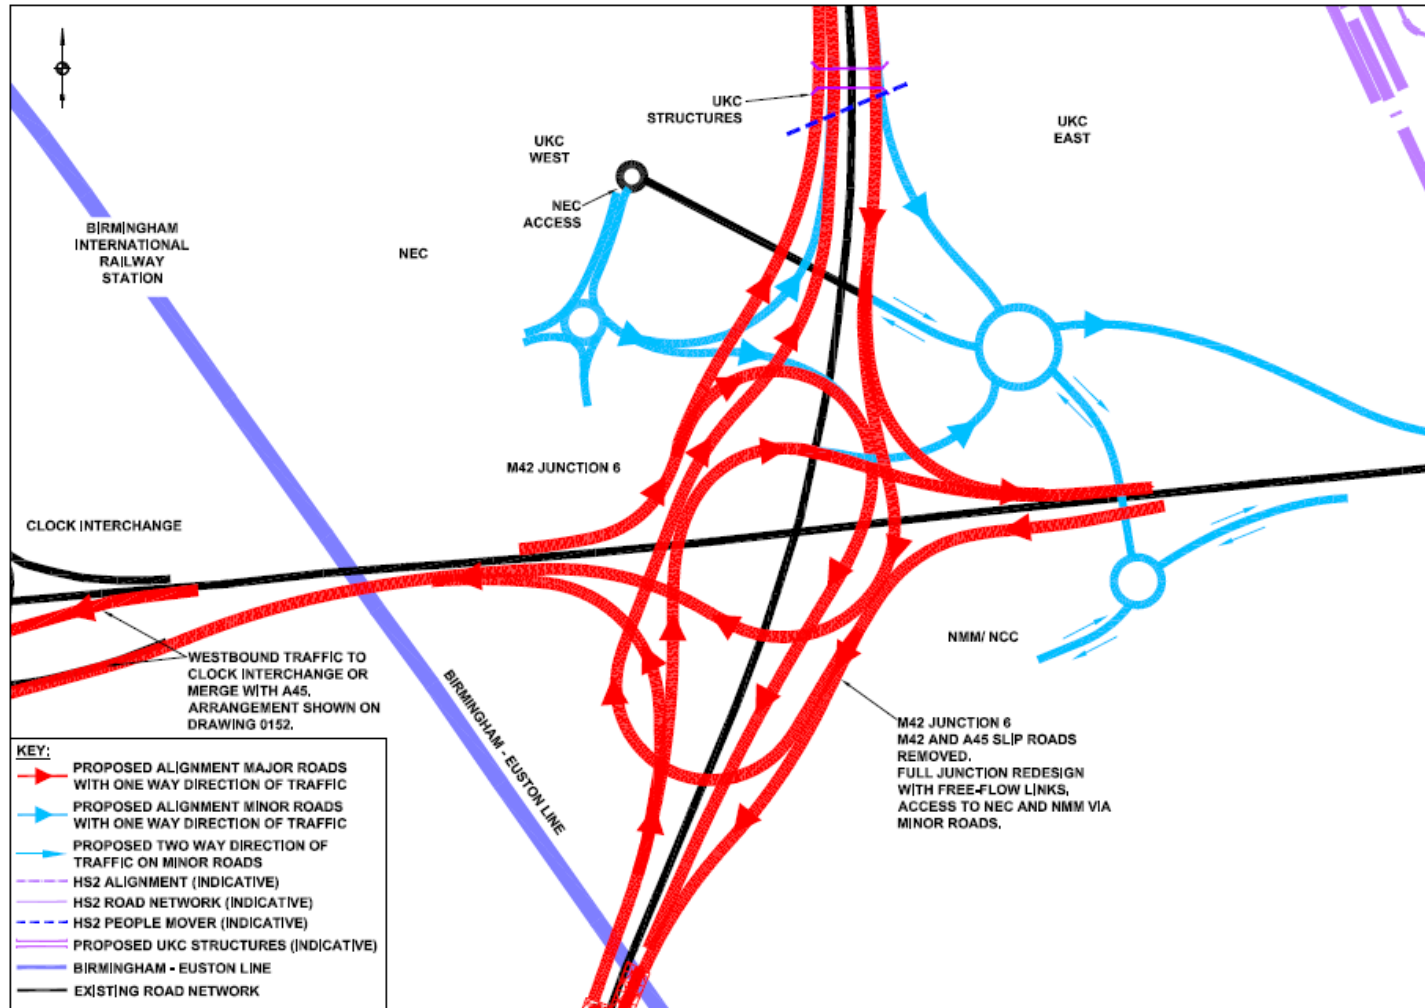 UKC
STRUCTURES
UKC
EAST
UKC
WEST
NEC
ACCESS
BIRMINGHAM
INTERNATIONAL
RAILWAY
STATION
NEC
M42 JUNCTION 6
CLOCK INTERCHANGE
NMM/ NCC
WESTBOUND TRAFFIC TO
CLOCK INTERCHANGE OR
MERGE WITH A45.
ARRANGEMENT SHOWN ON
DRAWING 0152.
BIRMINGHAM - EUSTON LINE
M42 JUNCTION 6
M42 AND A45 SLIP ROADS
REMOVED.
FULL JUNCTION REDESIGN
WITH FREE-FLOW LINKS,
ACCESS TO NEC AND NMM VIA
MINOR ROADS.
KEY:
PROPOSED ALIGNMENT MAJOR ROADS
WITH ONE WAY DIRECTION OF TRAFFIC
PROPOSED ALIGNMENT MINOR ROADS
WITH ONE WAY DIRECTION OF TRAFFIC
PROPOSED TWO WAY DIRECTION OF
TRAFFIC ON MINOR ROADS
HS2 ALIGNMENT (INDICATIVE)
HS2 ROAD NETWORK (INDICATIVE)
HS2 PEOPLE MOVER (INDICATIVE)
PROPOSED UKC STRUCTURES (INDICATIVE)
BIRMINGHAM - EUSTON LINE
EXISTING ROAD NETWORK